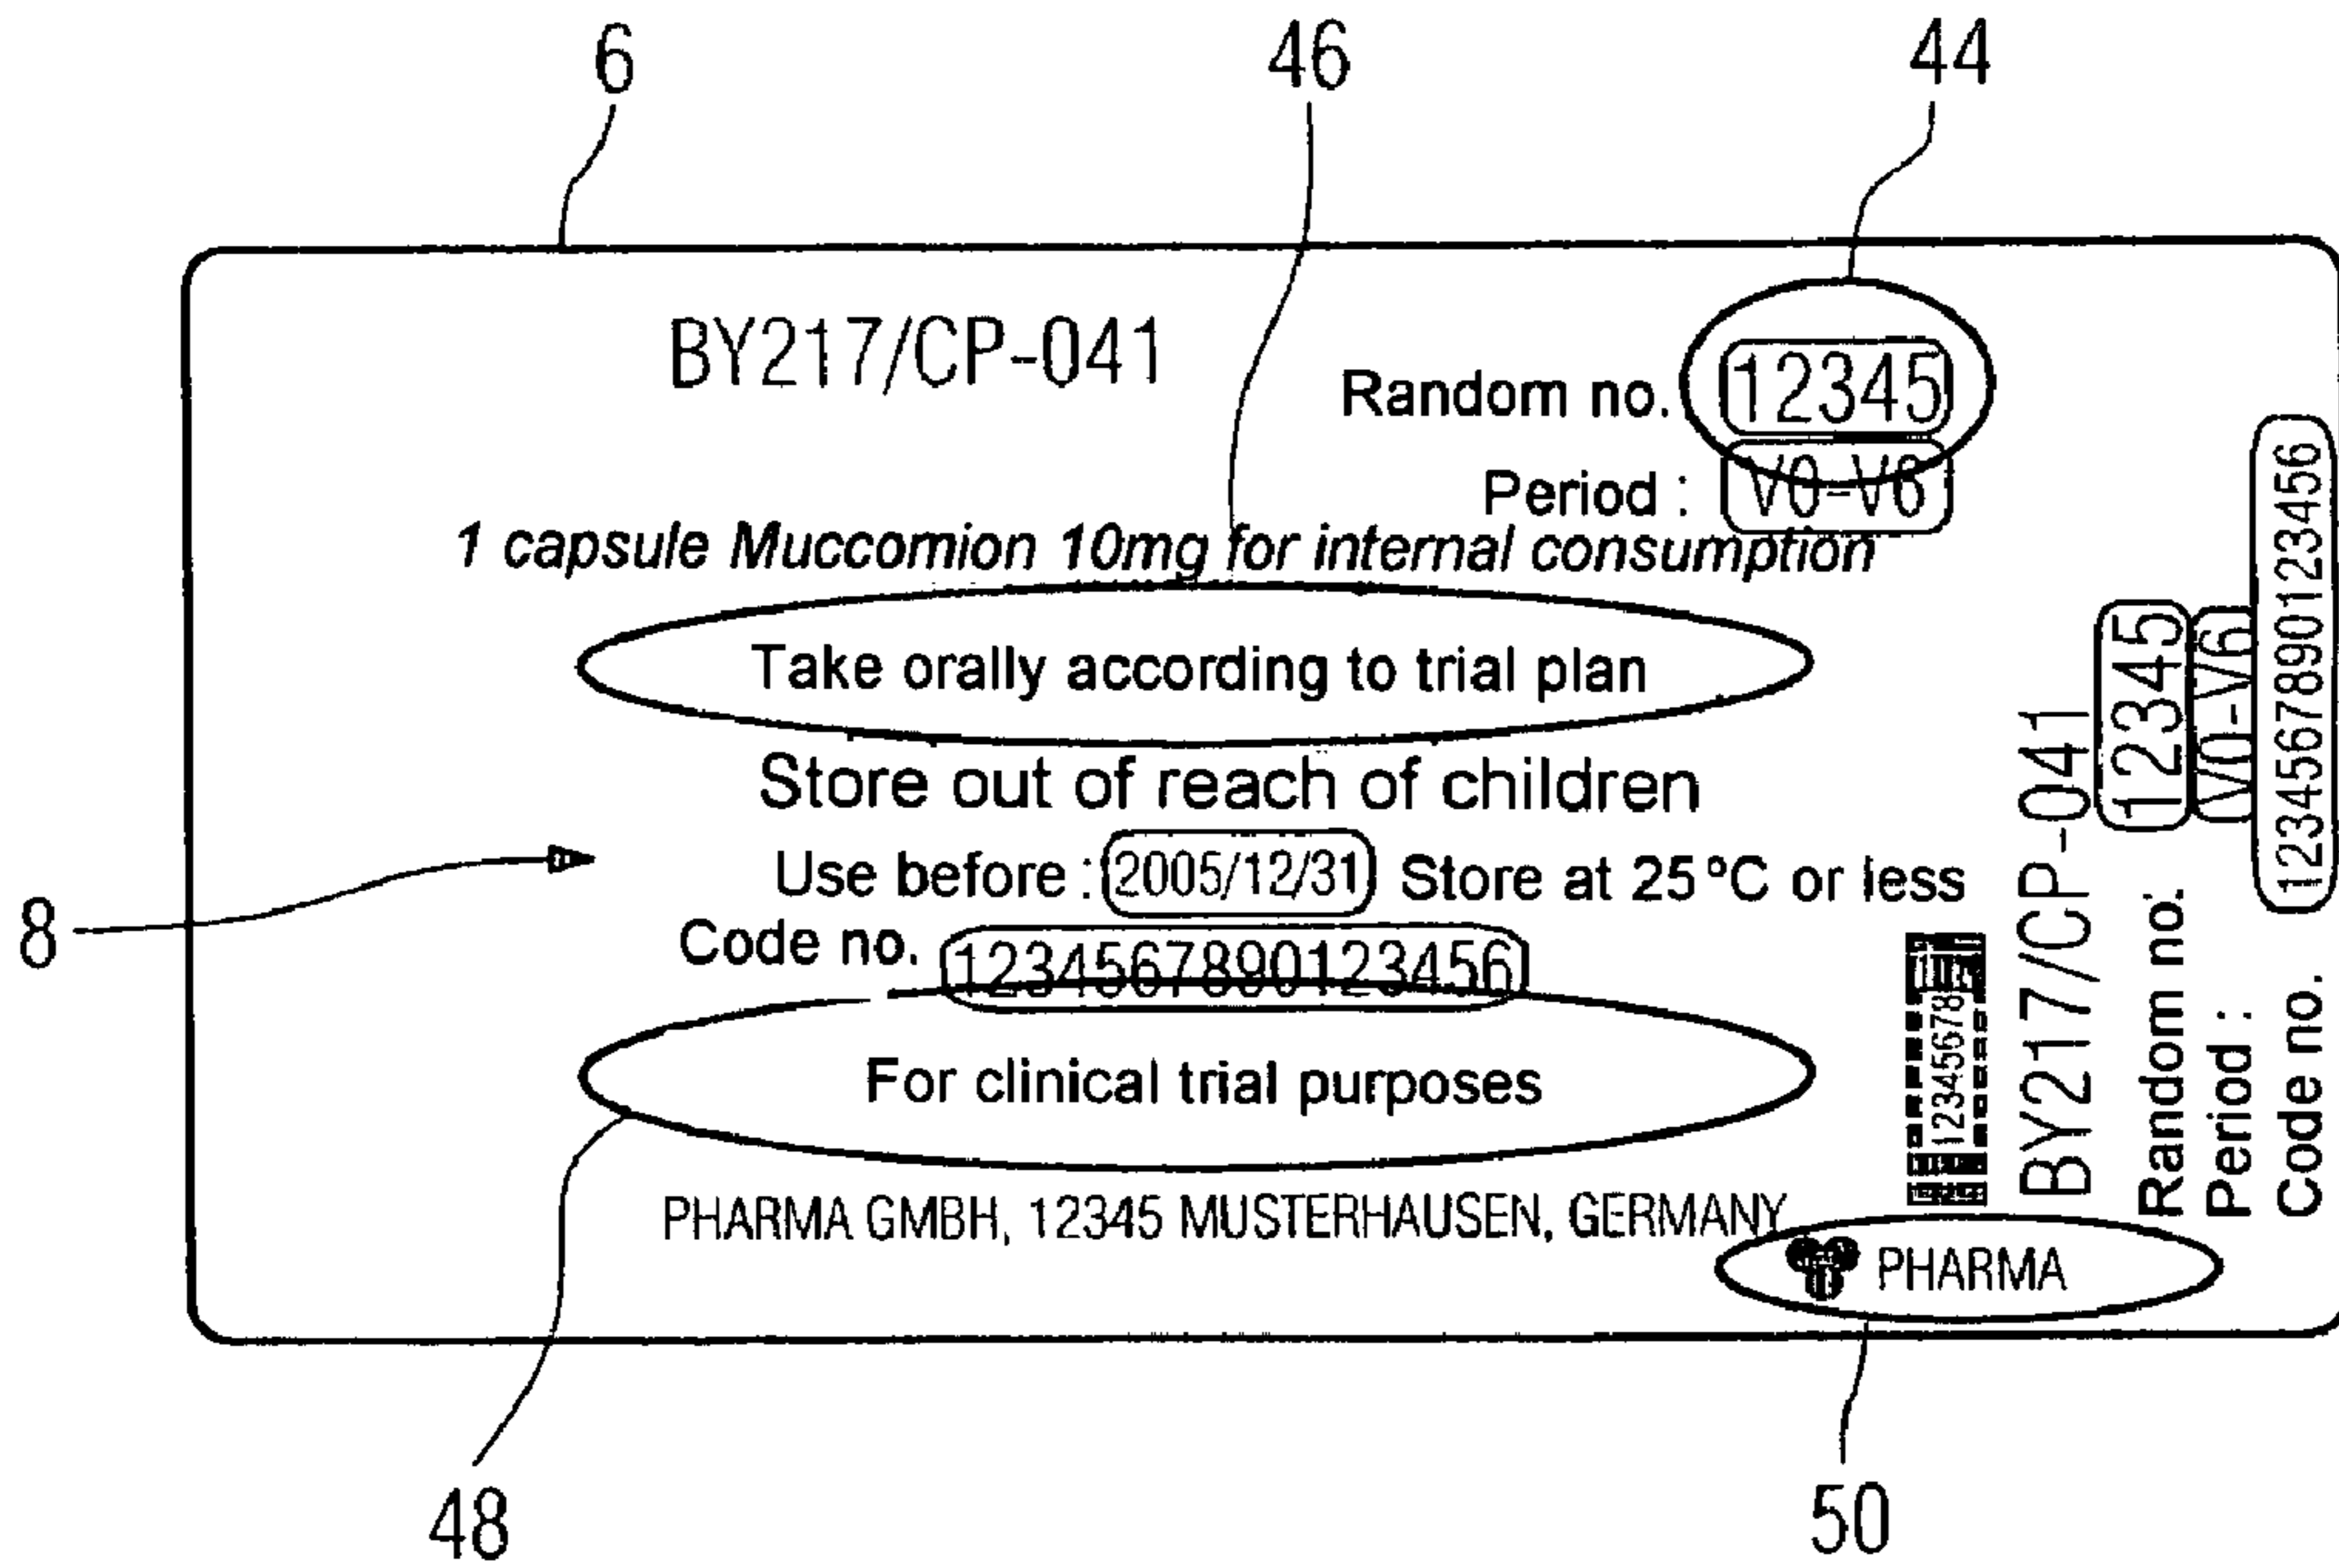 6 46 44
BY217/CP-041
Random no. 12345
Period : V0-V6
1 capsule Muccomion 10mg for internal consumption
Take orally according to trial plan
Store out of reach of children
Use before : 2005/12/31 Store at 25°C or less
8
Code no. 1234567890123456
For clinical trial purposes
PHARMA GMBH, 12345 MUSTERHAUSEN, GERMANY
PHARMA
12345678
BY217/CP-041
Random no. 12345
Period : V0-V6
Code no. 1234567890123456
48 50